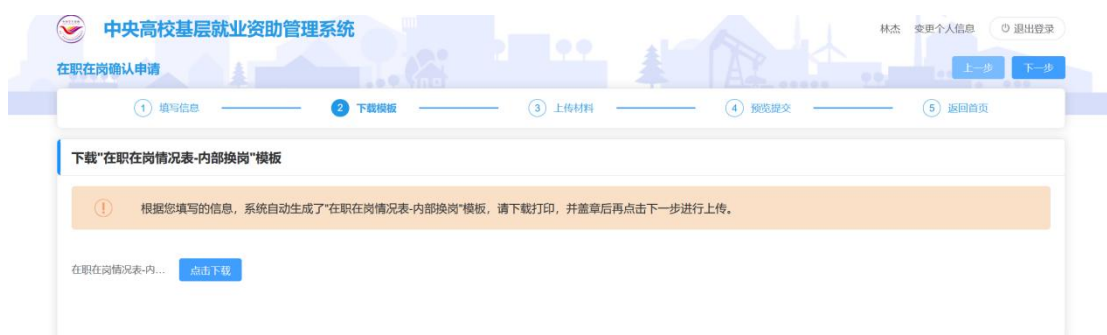 中央高校基层就业资助管理系统
林杰 变更个人信息 退出登录
在职在岗确认申请
上一步 下一步
1 填写信息 2 下载模板 3 上传材料 4 预览提交 5 返回首页
下载"在职在岗情况表-内部换岗"模板
根据您填写的信息，系统自动生成了"在职在岗情况表-内部换岗"模板，请下载打印，并盖章后再点击下一步进行上传。
在职在岗情况表-内... 点击下载